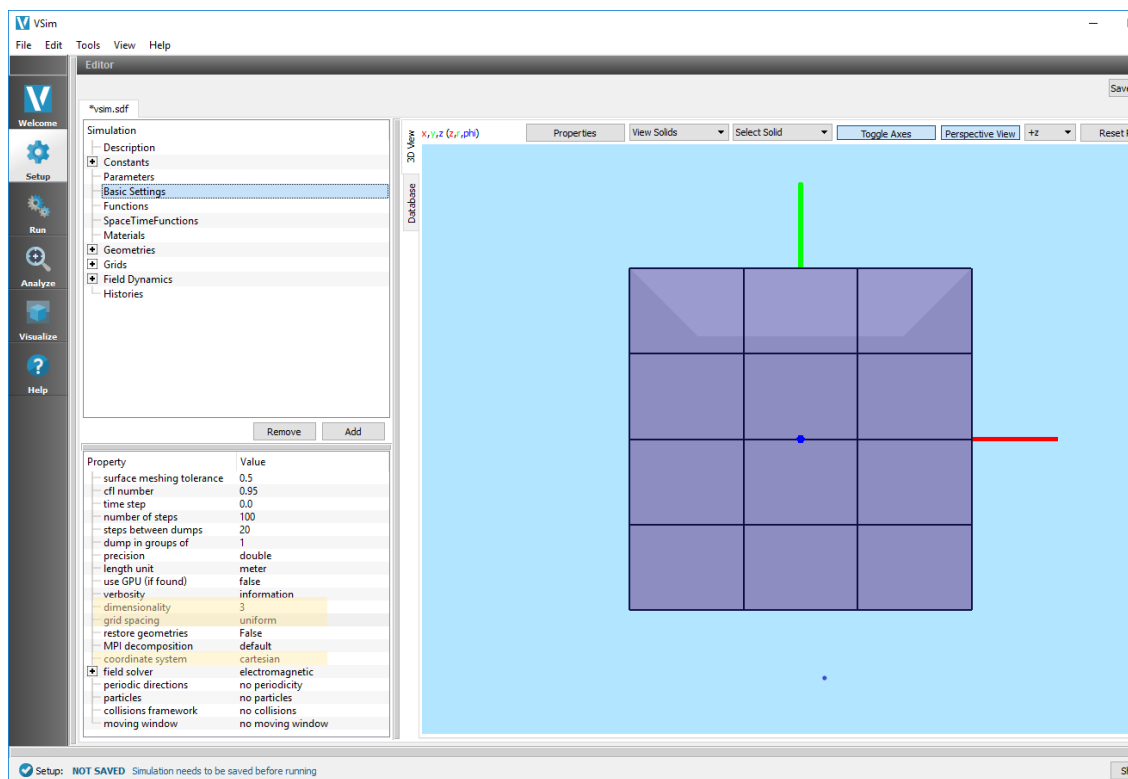 VSim
File Edit Tools View Help
Editor
Save
*vsim.sdf
Welcome
Setup
Run
Analyze
Visualize
Help
Simulation
Description
Constants
Parameters
Basic Settings
Functions
SpaceTimeFunctions
Materials
Geometries
Grids
Field Dynamics
Histories
Remove Add
Property Value
surface meshing tolerance 0.5
cfl number 0.95
time step 0.0
number of steps 100
steps between dumps 20
dump in groups of 1
precision double
length unit meter
use GPU (if found) false
verbosity information
dimensionality 3
grid spacing uniform
restore geometries False
MPI decomposition default
coordinate system cartesian
field solver electromagnetic
periodic directions no periodicity
particles no particles
collisions framework no collisions
moving window no moving window
3D View
Database
x,y,z (z,r,phi) Properties View Solids Select Solid Toggle Axes Perspective View +z Reset
Setup: NOT SAVED Simulation needs to be saved before running